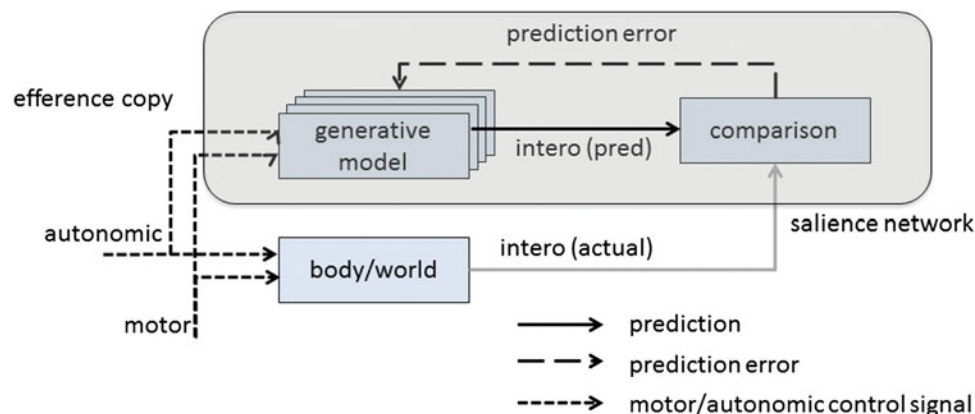 prediction error
efference copy
generative
model
intero (pred)
comparison
autonomic
salience network
body/world
intero (actual)
motor
prediction
prediction error
motor/autonomic control signal